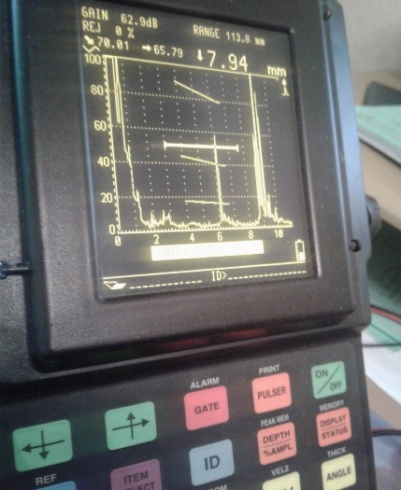 GAIN 62.9dB
REJ 0 %
RANGE 113.8 mm
70.01 →65.79 ↓7.94 mm
100
80
60
40
20
0
0 2 4 6 8 10
ID>
ALARM
GATE
PRINT
PULSER
ON/OFF
REF
ITEM
ID
PEAK MEM
DEPTH
%AMPL
MEMORY
DISPLAY
STATUS
VEL2
THICK
ANGLE